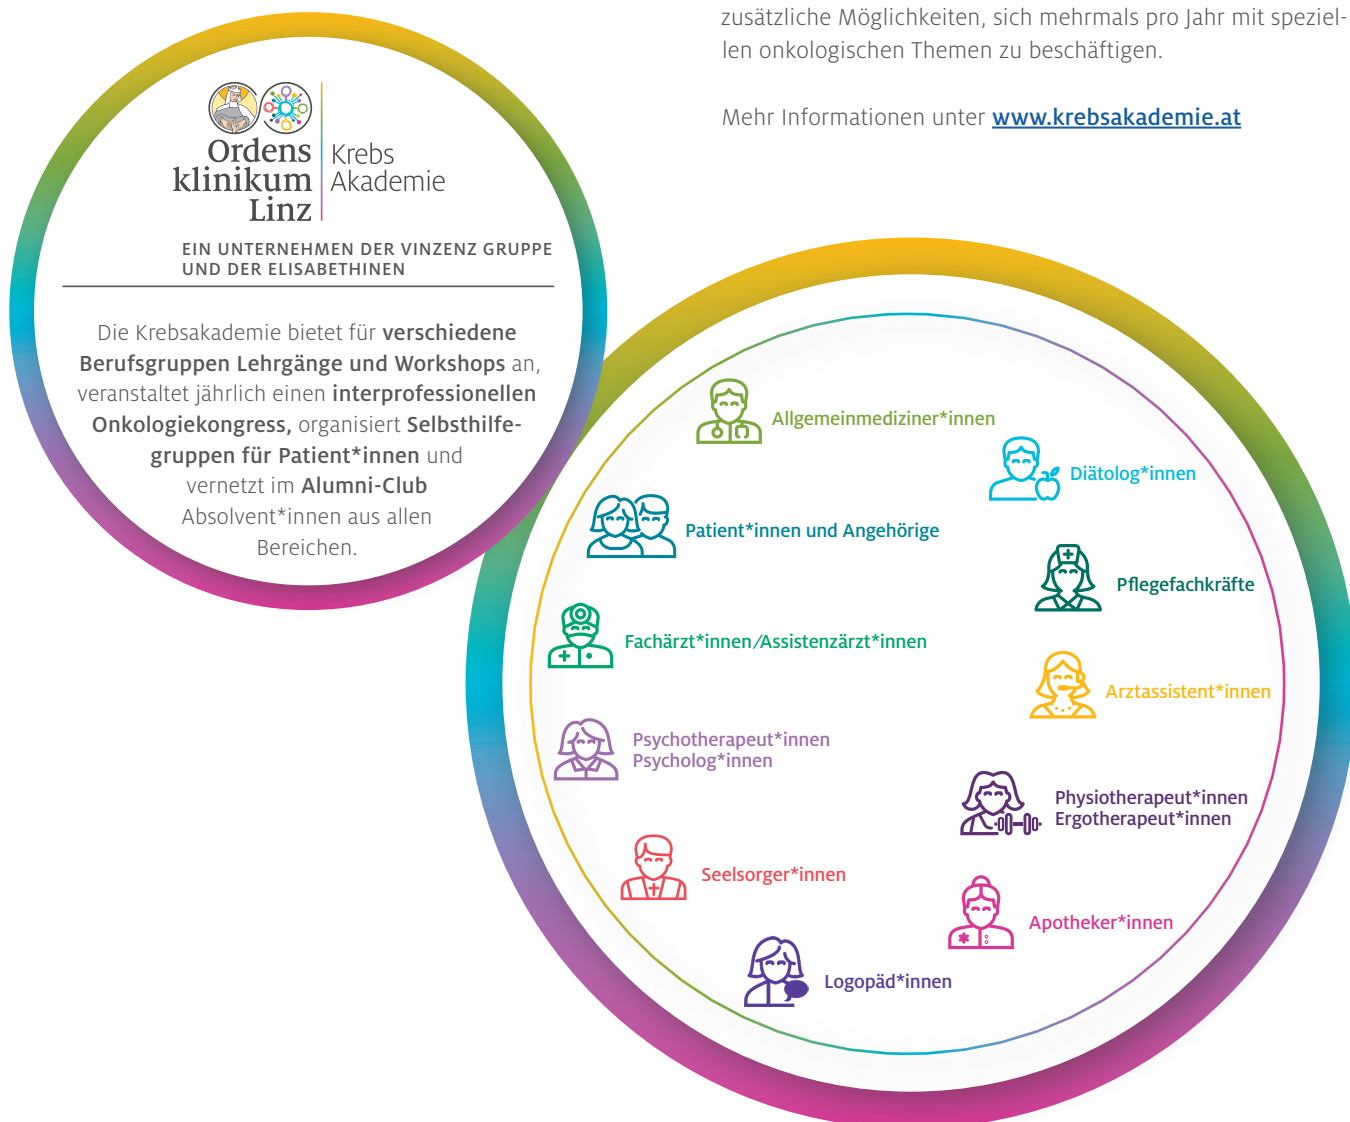 zusätzliche Möglichkeiten, sich mehrmals pro Jahr mit speziel-
len onkologischen Themen zu beschäftigen.
Mehr Informationen unter www.krebsakademie.at
Ordens
klinikum
Linz
Krebs
Akademie
EIN UNTERNEHMEN DER VINZENZ GRUPPE
UND DER ELISABETHINEN
Die Krebsakademie bietet für verschiedene
Berufsgruppen Lehrgänge und Workshops an,
veranstaltet jährlich einen interprofessionellen
Onkologiekongress, organisiert Selbsthilfe-
gruppen für Patient*innen und
vernetzt im Alumni-Club
Absolvent*innen aus allen
Bereichen.
Allgemeinmediziner*innen
Diätolog*innen
Patient*innen und Angehörige
Pflegefachkräfte
Fachärzt*innen/Assistenzärzt*innen
Arztassistent*innen
Psychotherapeut*innen
Psycholog*innen
Physiotherapeut*innen
Ergotherapeut*innen
Seelsorger*innen
Apotheker*innen
Logopäd*innen